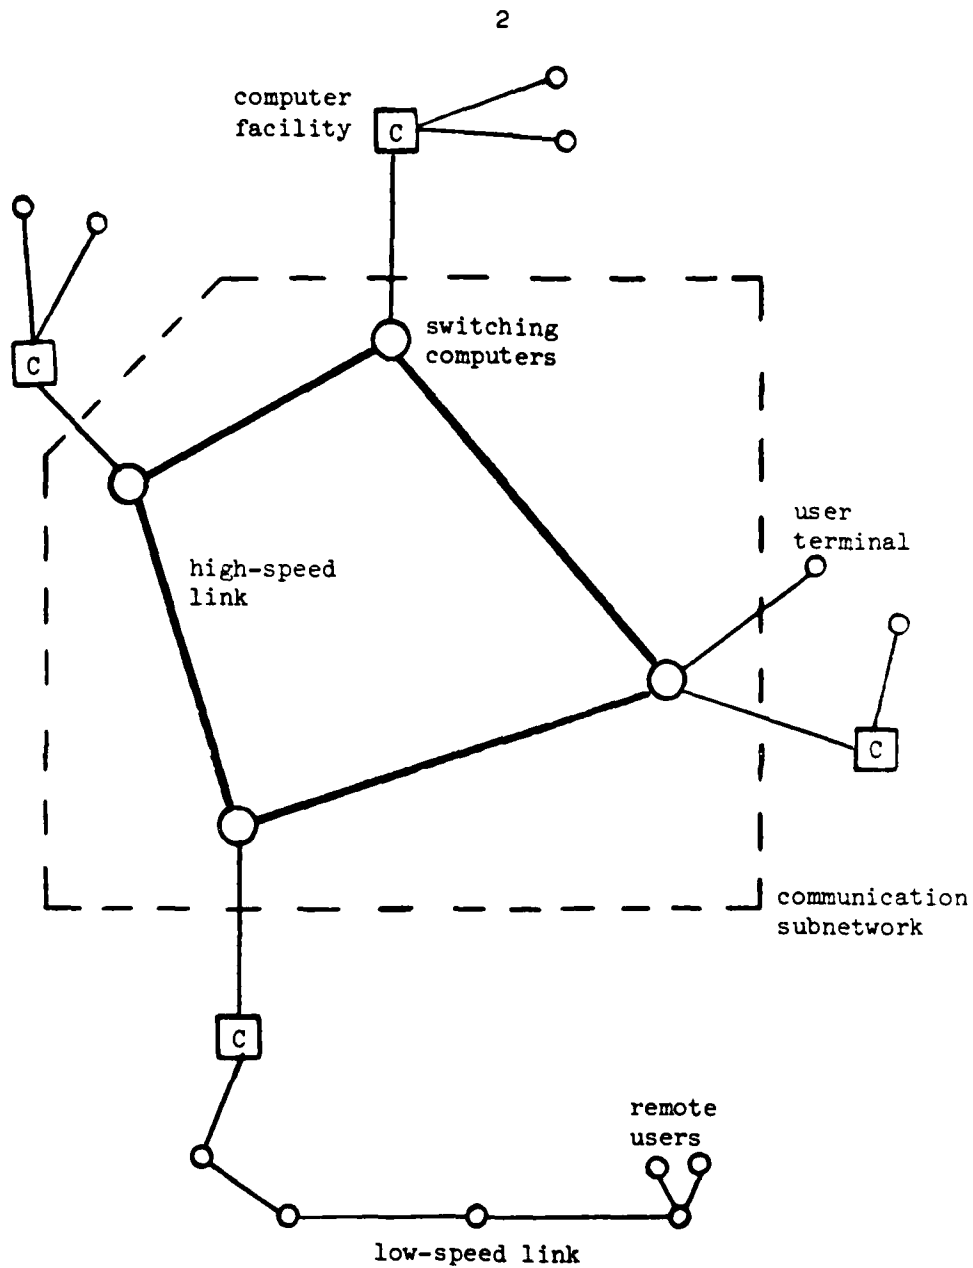 2
computer
facility
C
switching
computers
C
user
terminal
high-speed
link
C
communication
subnetwork
C
remote
users
low-speed link